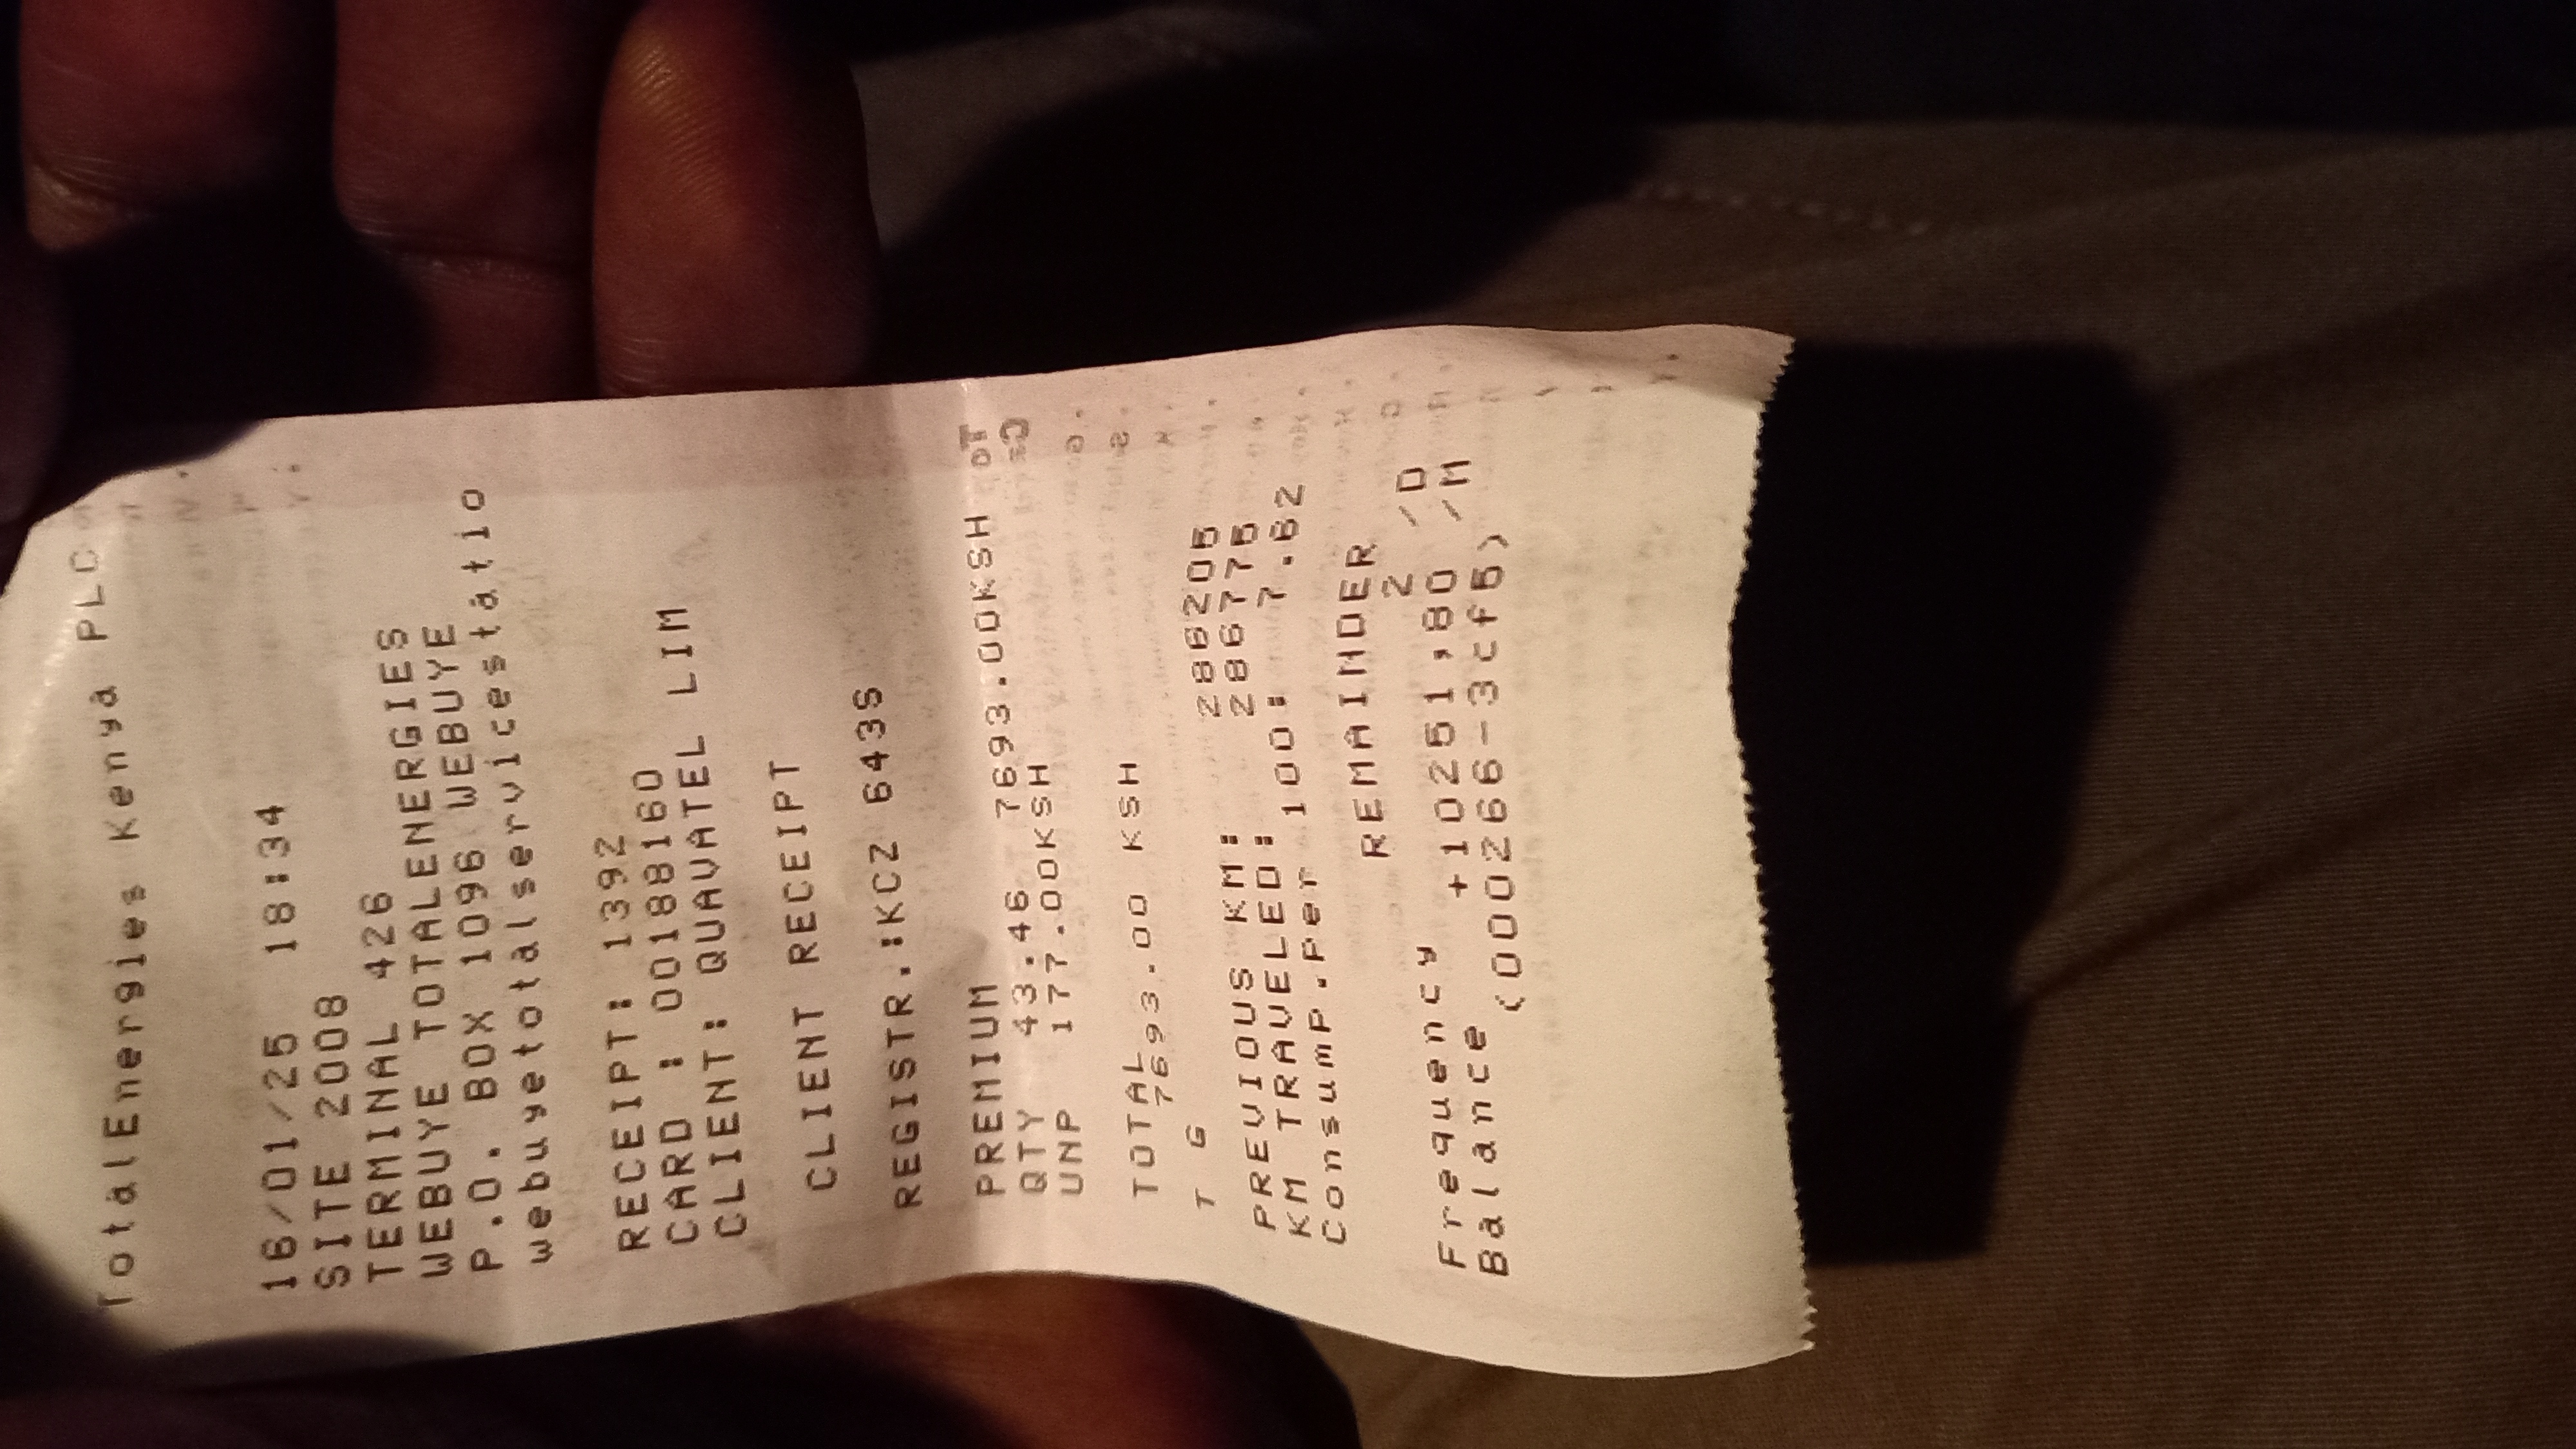 TotalEnergies Kenya PLC
16/01/25 18:34
SITE 2008
TERMINAL 426
WEBUYE TOTALENERGIES
P.O. BOX 1096 WEBUYE
webuyetotalservicestatio
RECEIPT: 1392
CARD : 00188160
CLIENT: QUAVATEL LIM
CLIENT RECEIPT
REGISTR.:KCZ 643S
PREMIUM 7693.00KSH
QTY 43.46
UNP 177.00KSH
TOTAL
7693.00 KSH
T G
PREVIOUS KM: 286205
KM TRAVELED: 286775
Consump.per 100: 7.62
REMAINDER
Frequency 2 /D
Balance +10251,80 /M
(000266-3cf5)